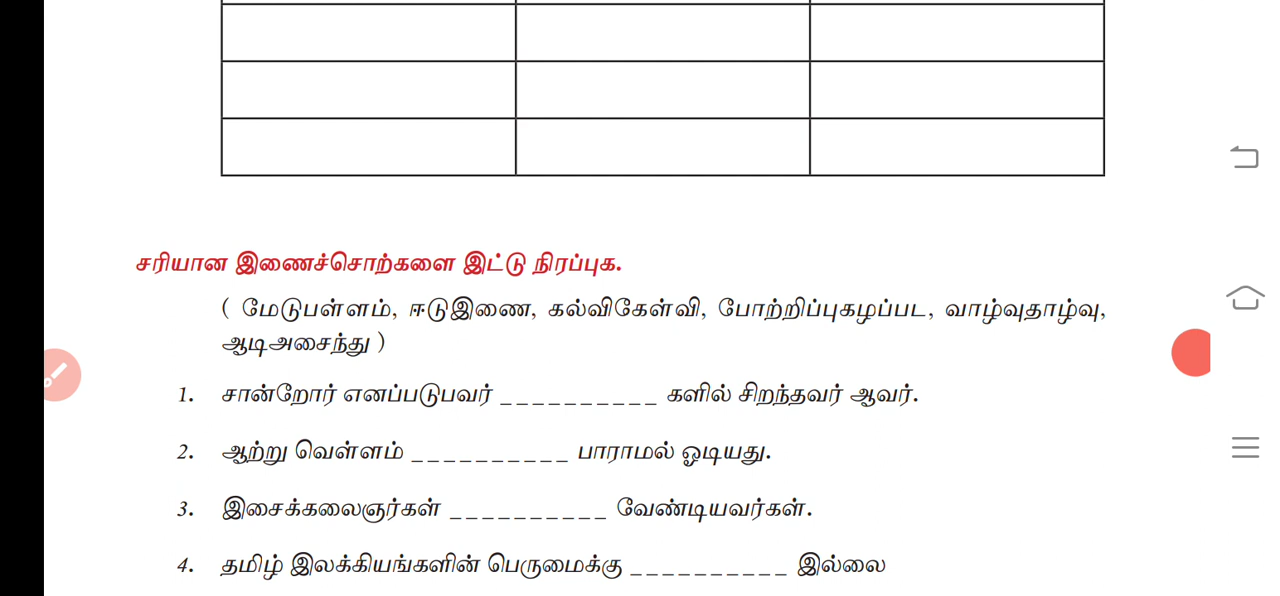 சரியான இணைச்சொற்களை இட்டு நிரப்புக.
( மேடுபள்ளம், ஈடுஇணை, கல்விகேள்வி, போற்றிப்புகழப்பட, வாழ்வுதாழ்வு,
ஆடிஅசைந்து )
1. சான்றோர் எனப்படுபவர் __________ களில் சிறந்தவர் ஆவர்.
2. ஆற்று வெள்ளம் __________ பாராமல் ஓடியது.
3. இசைக்கலைஞர்கள் __________ வேண்டியவர்கள்.
4. தமிழ் இலக்கியங்களின் பெருமைக்கு __________ இல்லை